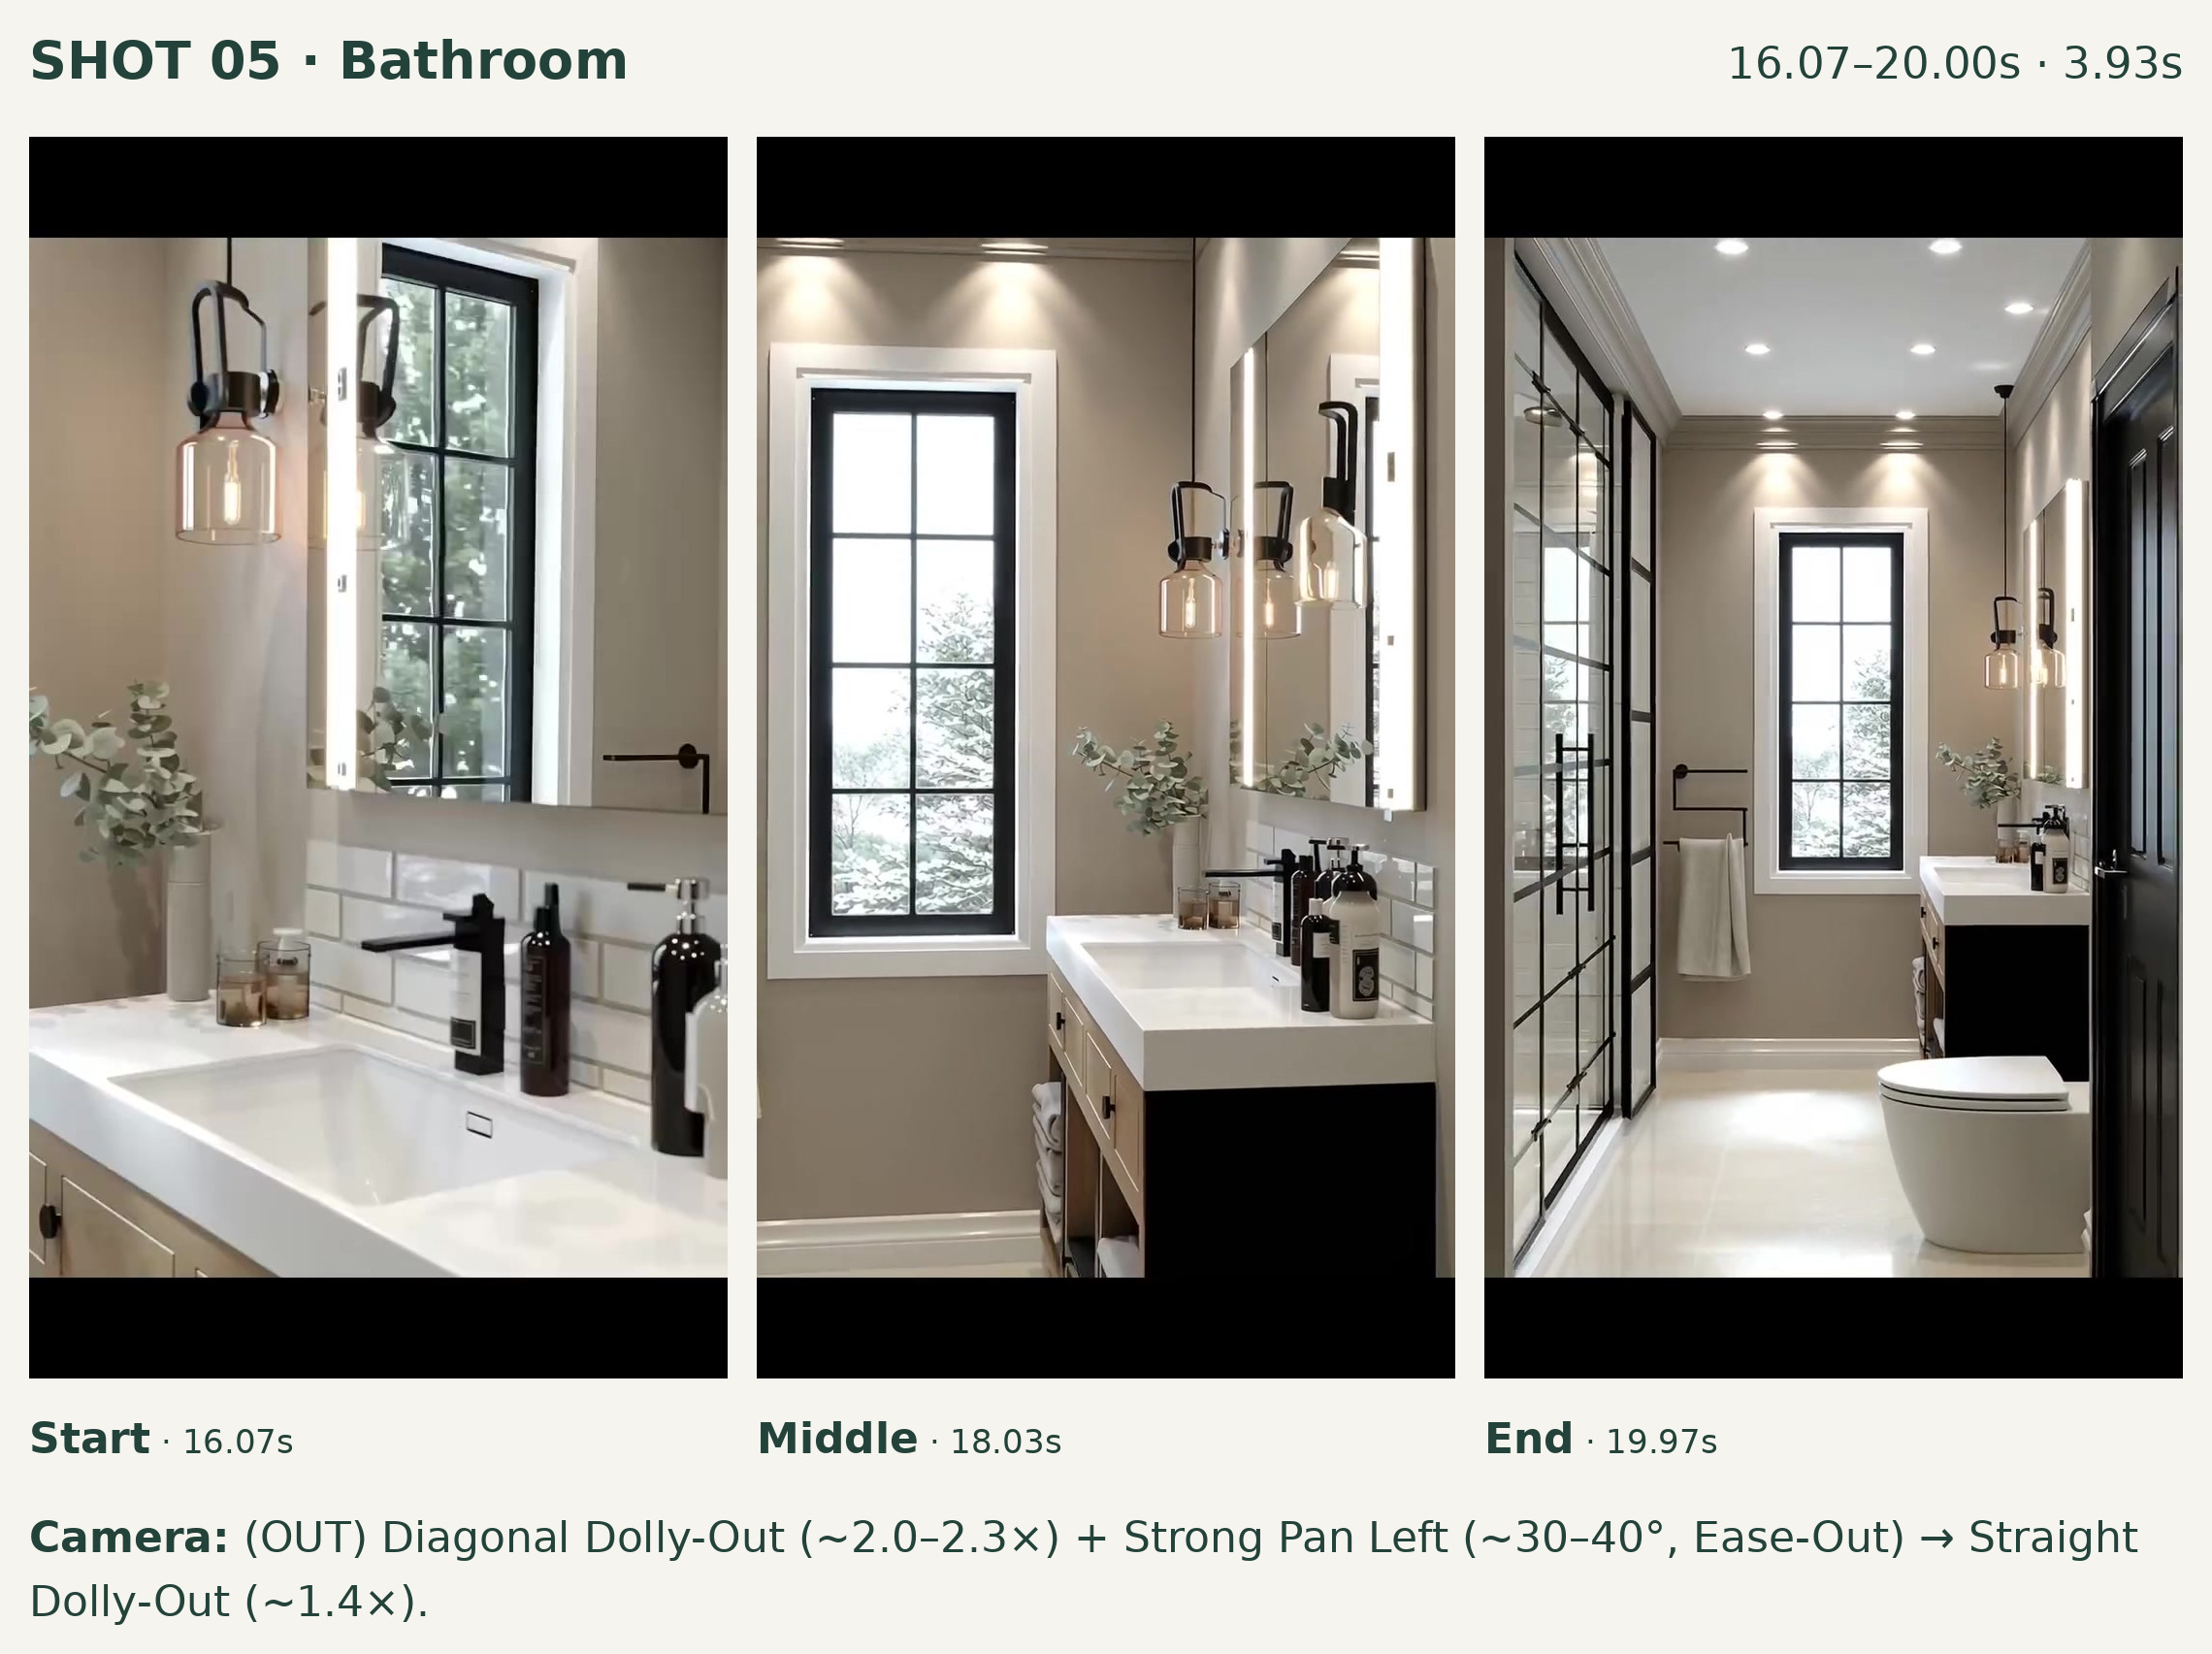 SHOT 05 · Bathroom
16.07–20.00s · 3.93s
Start · 16.07s
Middle · 18.03s
End · 19.97s
Camera: (OUT) Diagonal Dolly-Out (~2.0–2.3×) + Strong Pan Left (~30–40°, Ease-Out) → Straight
Dolly-Out (~1.4×).